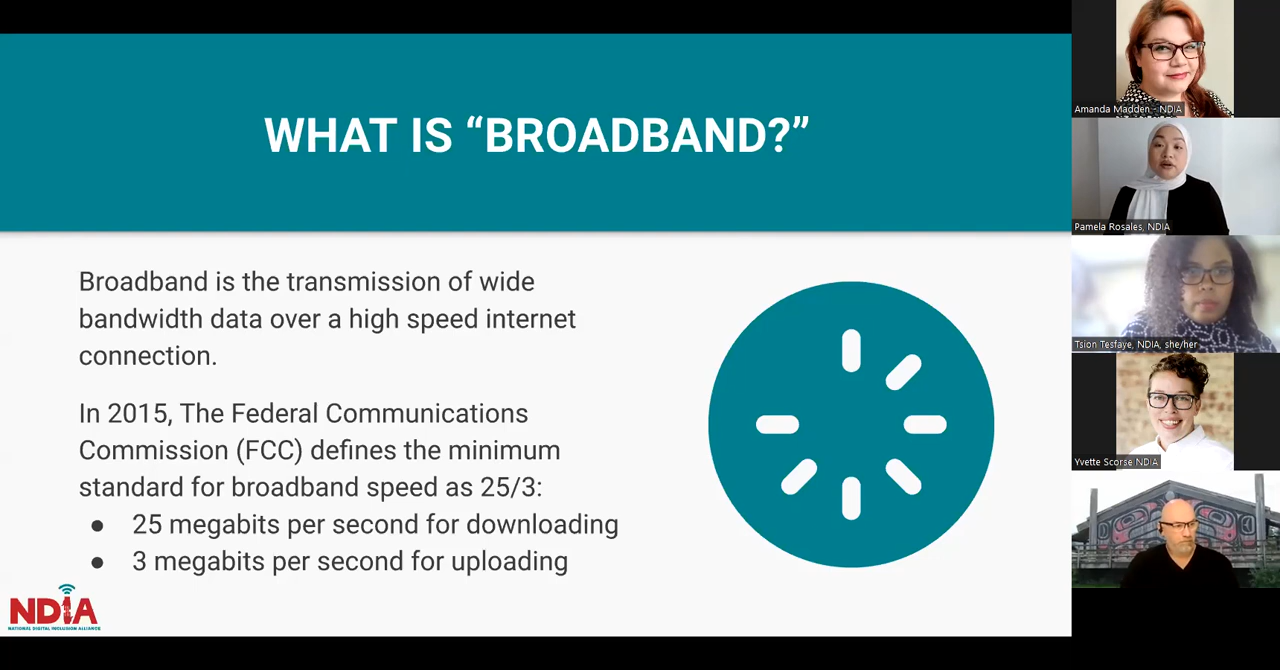 WHAT IS “BROADBAND?”
Broadband is the transmission of wide
bandwidth data over a high speed internet
connection.
In 2015, The Federal Communications
Commission (FCC) defines the minimum
standard for broadband speed as 25/3:
● 25 megabits per second for downloading
● 3 megabits per second for uploading
NDIA
NATIONAL DIGITAL INCLUSION ALLIANCE
Amanda Madden - NDIA
Pamela Rosales, NDIA
Tsion Tesfaye, NDIA, she/her
Yvette Scorse NDIA